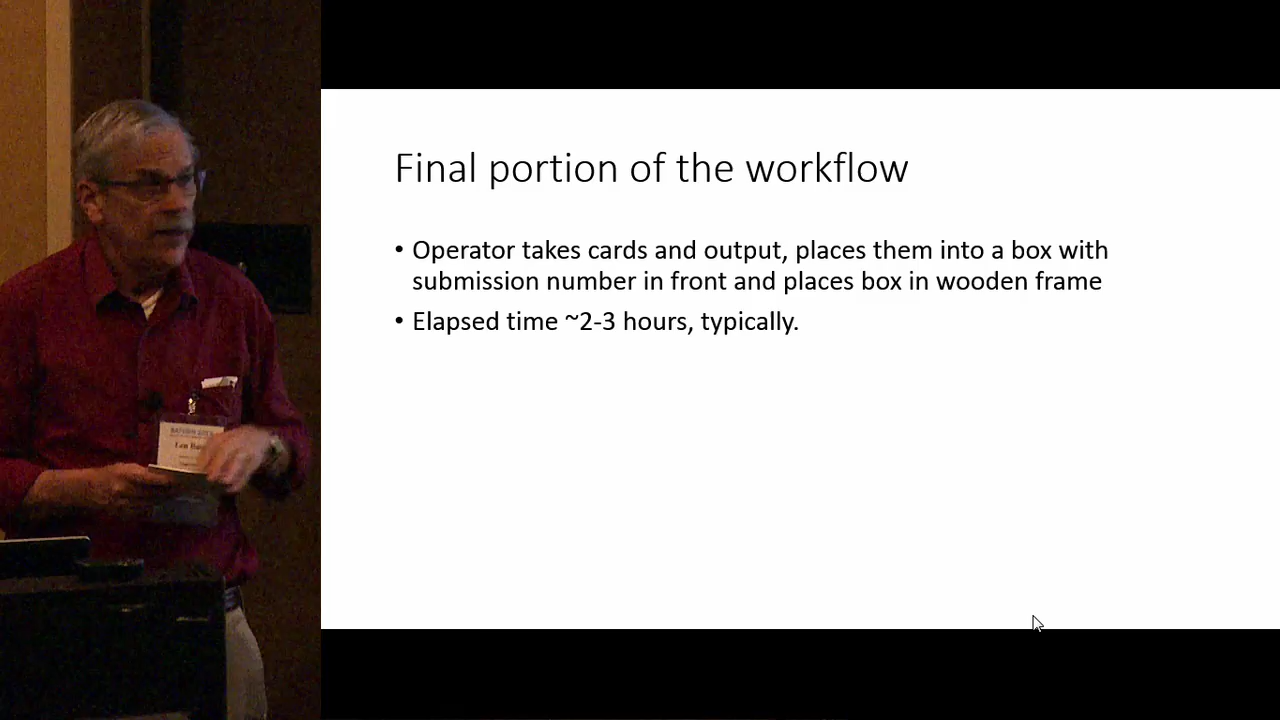 Final portion of the workflow
• Operator takes cards and output, places them into a box with
submission number in front and places box in wooden frame
• Elapsed time ~2-3 hours, typically.